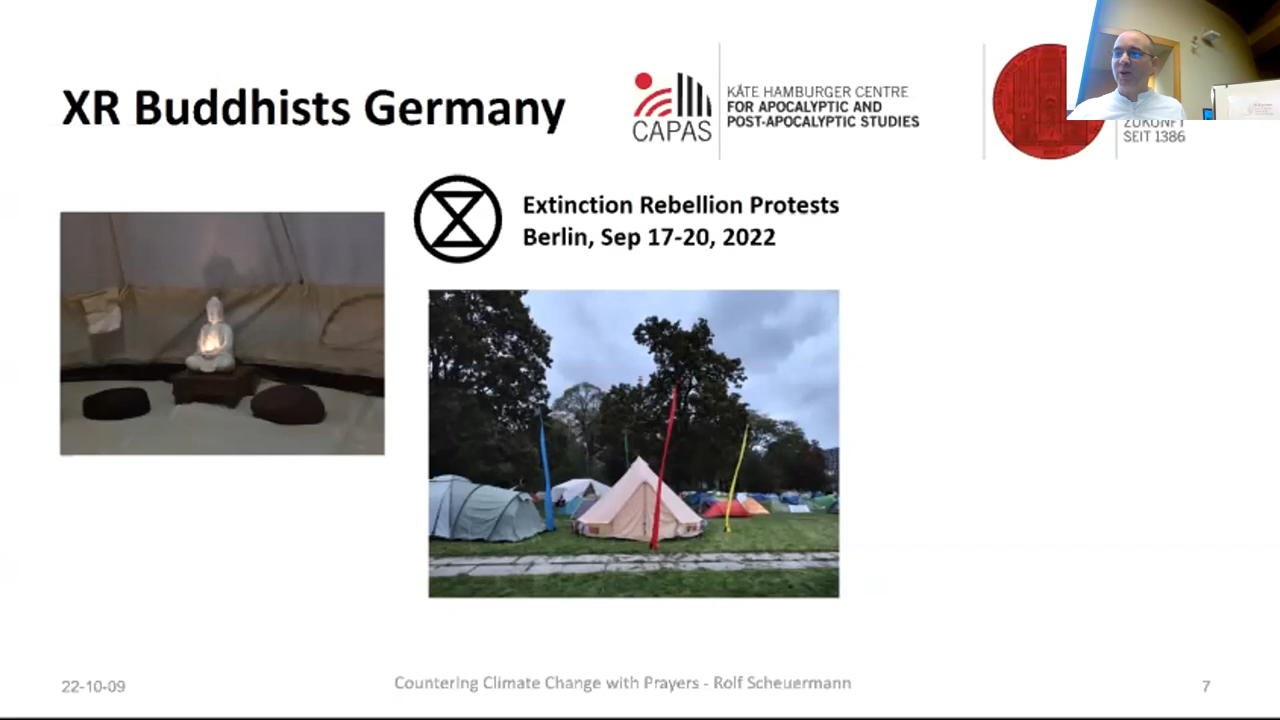 XR Buddhists Germany
CAPAS
KÄTE HAMBURGER CENTRE
FOR APOCALYPTIC AND
POST-APOCALYPTIC STUDIES
ZUKUNFT
SEIT 1386
Extinction Rebellion Protests
Berlin, Sep 17-20, 2022
22-10-09
Countering Climate Change with Prayers - Rolf Scheuermann
7